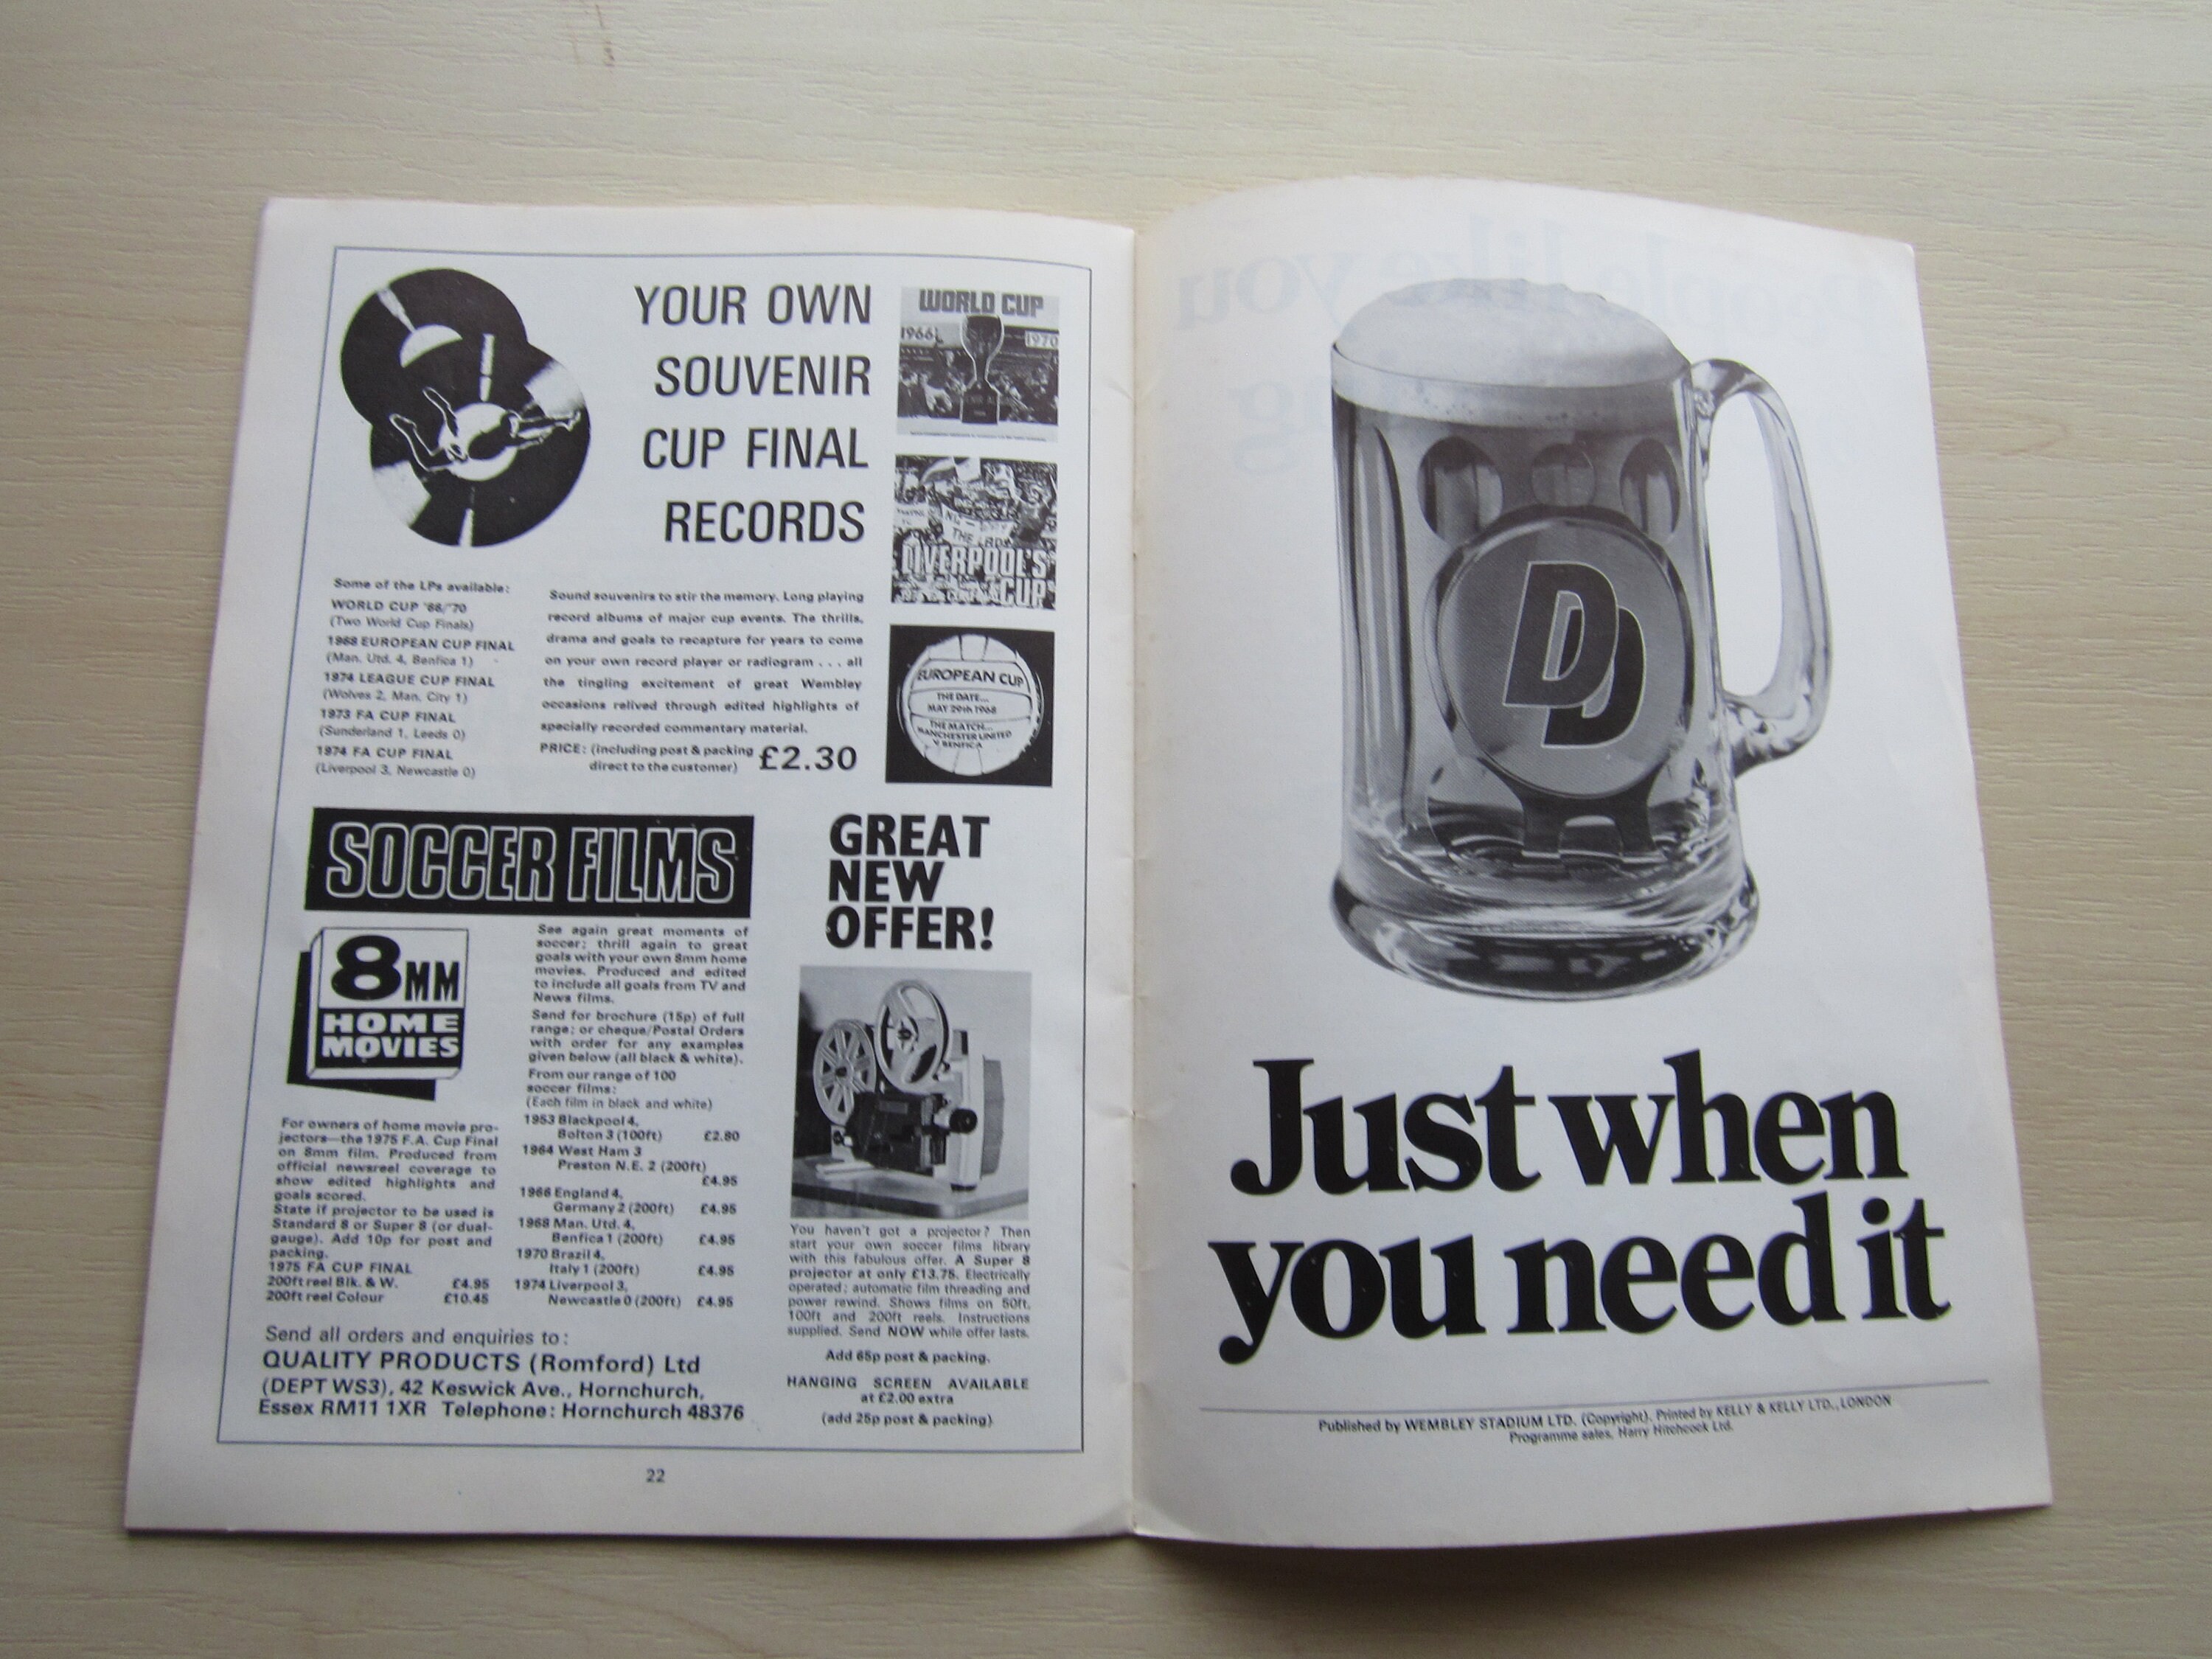 YOUR OWN
SOUVENIR
CUP FINAL
RECORDS
WORLD CUP
1966
1970
THE LADS
LIVERPOOL'S
CUP
EUROPEAN CUP
THE DATE...
MAY 29th 1968
THE MATCH...
MANCHESTER UNITED
V BENFICA
Some of the LPs available:
WORLD CUP '66/'70
(Two World Cup Finals)
1968 EUROPEAN CUP FINAL
(Man. Utd. 4, Benfica 1)
1974 LEAGUE CUP FINAL
(Wolves 2, Man. City 1)
1973 FA CUP FINAL
(Sunderland 1, Leeds 0)
1974 FA CUP FINAL
(Liverpool 3, Newcastle 0)
Sound souvenirs to stir the memory. Long playing
record albums of major cup events. The thrills,
drama and goals to recapture for years to come
on your own record player or radiogram . . . all
the tingling excitement of great Wembley
occasions relived through edited highlights of
specially recorded commentary material.
PRICE: (including post & packing £2.30
direct to the customer)
SOCCER FILMS
8MM
HOME
MOVIES
For owners of home movie pro-
jectors—the 1975 F.A. Cup Final
on 8mm film. Produced from
official newsreel coverage to
show edited highlights and
goals scored.
State if projector to be used is
Standard 8 or Super 8 (or dual-
gauge). Add 10p for post and
packing.
1975 FA CUP FINAL
200ft reel Blk. & W. £4.95
200ft reel Colour £10.45
See again great moments of
soccer; thrill again to great
goals with your own 8mm home
movies. Produced and edited
to include all goals from TV and
News films.
Send for brochure (15p) of full
range; or cheque/Postal Orders
with order for any examples
given below (all black & white).
From our range of 100
soccer films:
(Each film in black and white)
1953 Blackpool 4,
Bolton 3 (100ft) £2.80
1964 West Ham 3
Preston N.E. 2 (200ft)
£4.95
1966 England 4,
Germany 2 (200ft) £4.95
1968 Man. Utd. 4,
Benfica 1 (200ft) £4.95
1970 Brazil 4,
Italy 1 (200ft) £4.95
1974 Liverpool 3,
Newcastle 0 (200ft) £4.95
Send all orders and enquiries to:
QUALITY PRODUCTS (Romford) Ltd
(DEPT WS3), 42 Keswick Ave., Hornchurch,
Essex RM11 1XR Telephone: Hornchurch 48376
GREAT
NEW
OFFER!
You haven't got a projector? Then
start your own soccer films library
with this fabulous offer. A Super 8
projector at only £13.75. Electrically
operated; automatic film threading and
power rewind. Shows films on 50ft,
100ft and 200ft reels. Instructions
supplied. Send NOW while offer lasts.
Add 65p post & packing.
HANGING SCREEN AVAILABLE
at £2.00 extra
(add 25p post & packing)
22
DD
Just when
you need it
Published by WEMBLEY STADIUM LTD. (Copyright). Printed by KELLY & KELLY LTD., LONDON
Programme sales, Harry Hitchcock Ltd.